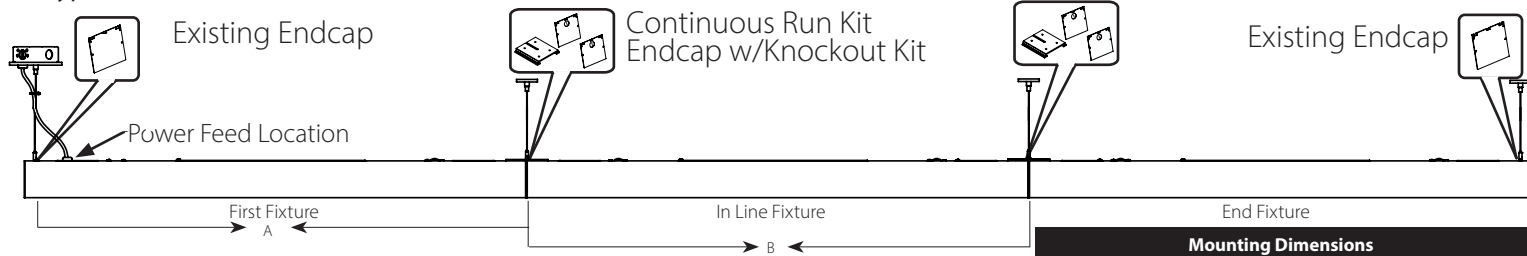 Existing Endcap
Continuous Run Kit
Endcap w/Knockout Kit
Existing Endcap
Power Feed Location
First Fixture
In Line Fixture
End Fixture
A
B
Mounting Dimensions